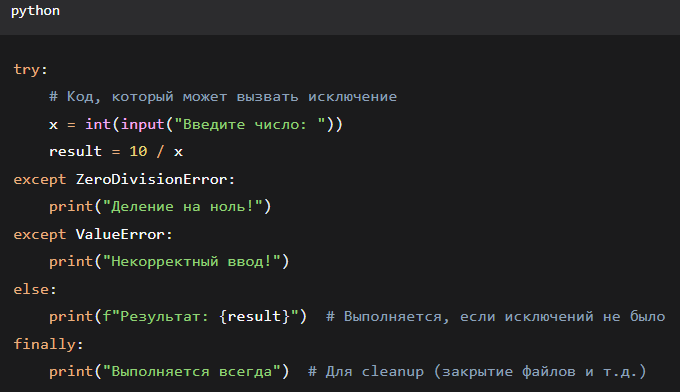 python
try:
    # Код, который может вызвать исключение
    x = int(input("Введите число: "))
    result = 10 / x
except ZeroDivisionError:
    print("Деление на ноль!")
except ValueError:
    print("Некорректный ввод!")
else:
    print(f"Результат: {result}")  # Выполняется, если исключений не было
finally:
    print("Выполняется всегда")  # Для cleanup (закрытие файлов и т.д.)